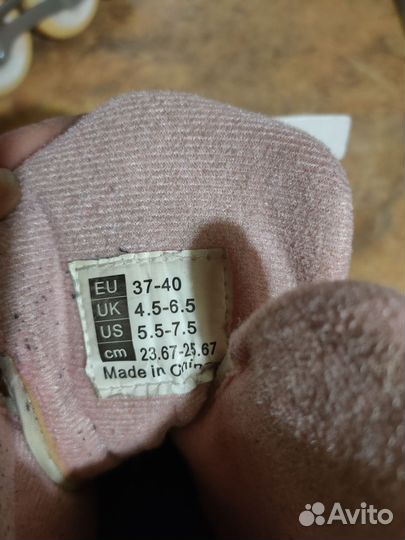 EU 37-40
UK 4.5-6.5
US 5.5-7.5
cm 23.67-25.67
Made in China
Avito